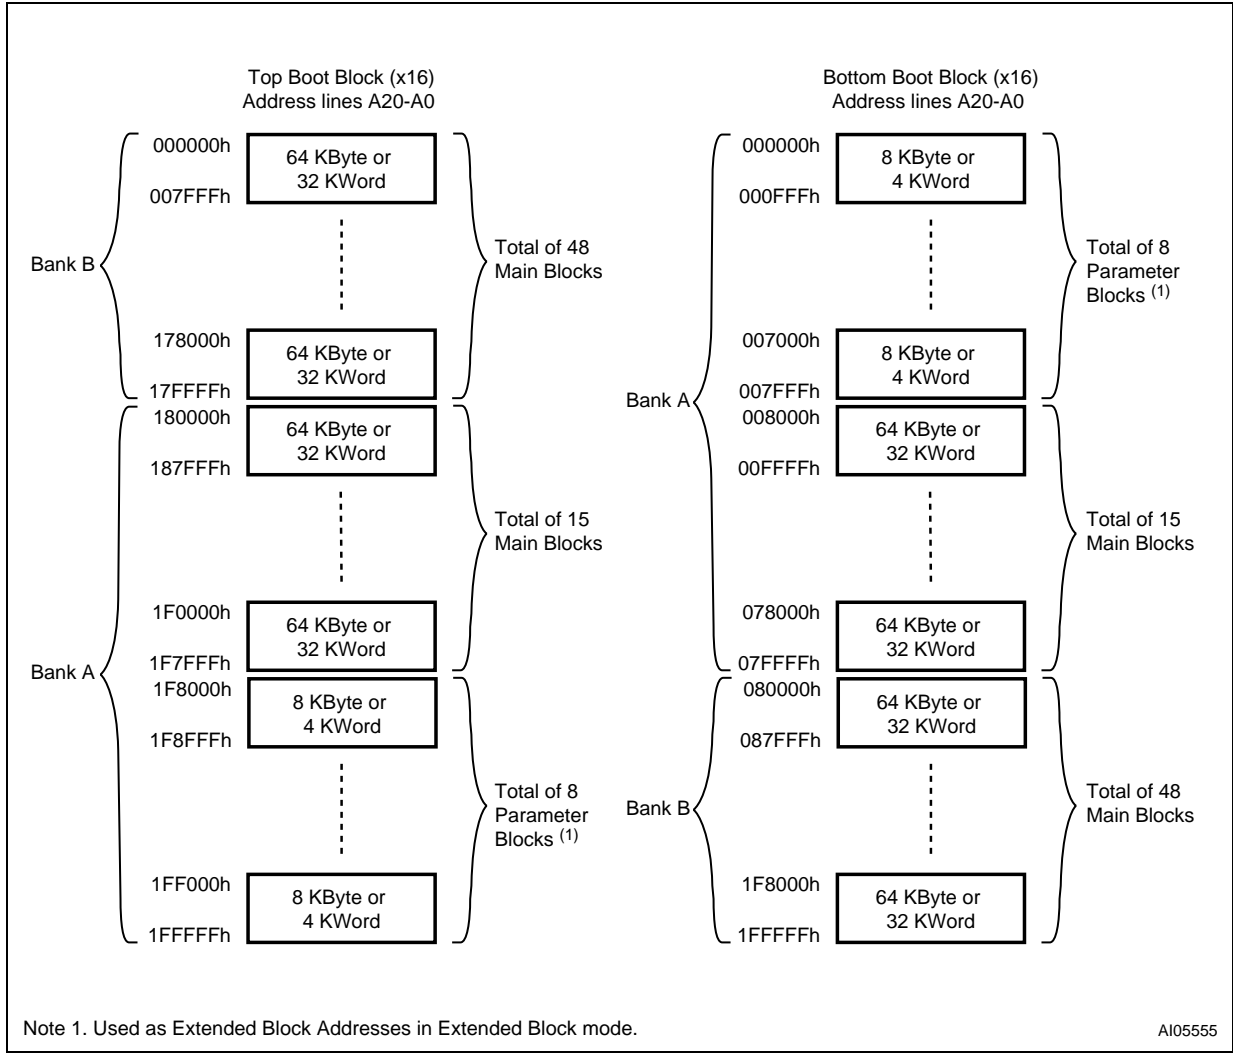 Top Boot Block (x16)
Address lines A20-A0
000000h
64 KByte or
32 KWord
007FFFh
Bank B
Total of 48
Main Blocks
178000h
64 KByte or
32 KWord
17FFFFh
180000h
64 KByte or
32 KWord
187FFFh
Total of 15
Main Blocks
1F0000h
64 KByte or
32 KWord
1F7FFFh
Bank A
1F8000h
8 KByte or
4 KWord
1F8FFFh
Total of 8
Parameter
Blocks (1)
1FF000h
8 KByte or
4 KWord
1FFFFFh
Bottom Boot Block (x16)
Address lines A20-A0
000000h
8 KByte or
4 KWord
000FFFh
Total of 8
Parameter
Blocks (1)
007000h
8 KByte or
4 KWord
007FFFh
Bank A
008000h
64 KByte or
32 KWord
00FFFFh
Total of 15
Main Blocks
078000h
64 KByte or
32 KWord
07FFFFh
080000h
64 KByte or
32 KWord
087FFFh
Bank B
Total of 48
Main Blocks
1F8000h
64 KByte or
32 KWord
1FFFFFh
Note 1. Used as Extended Block Addresses in Extended Block mode.
AI05555